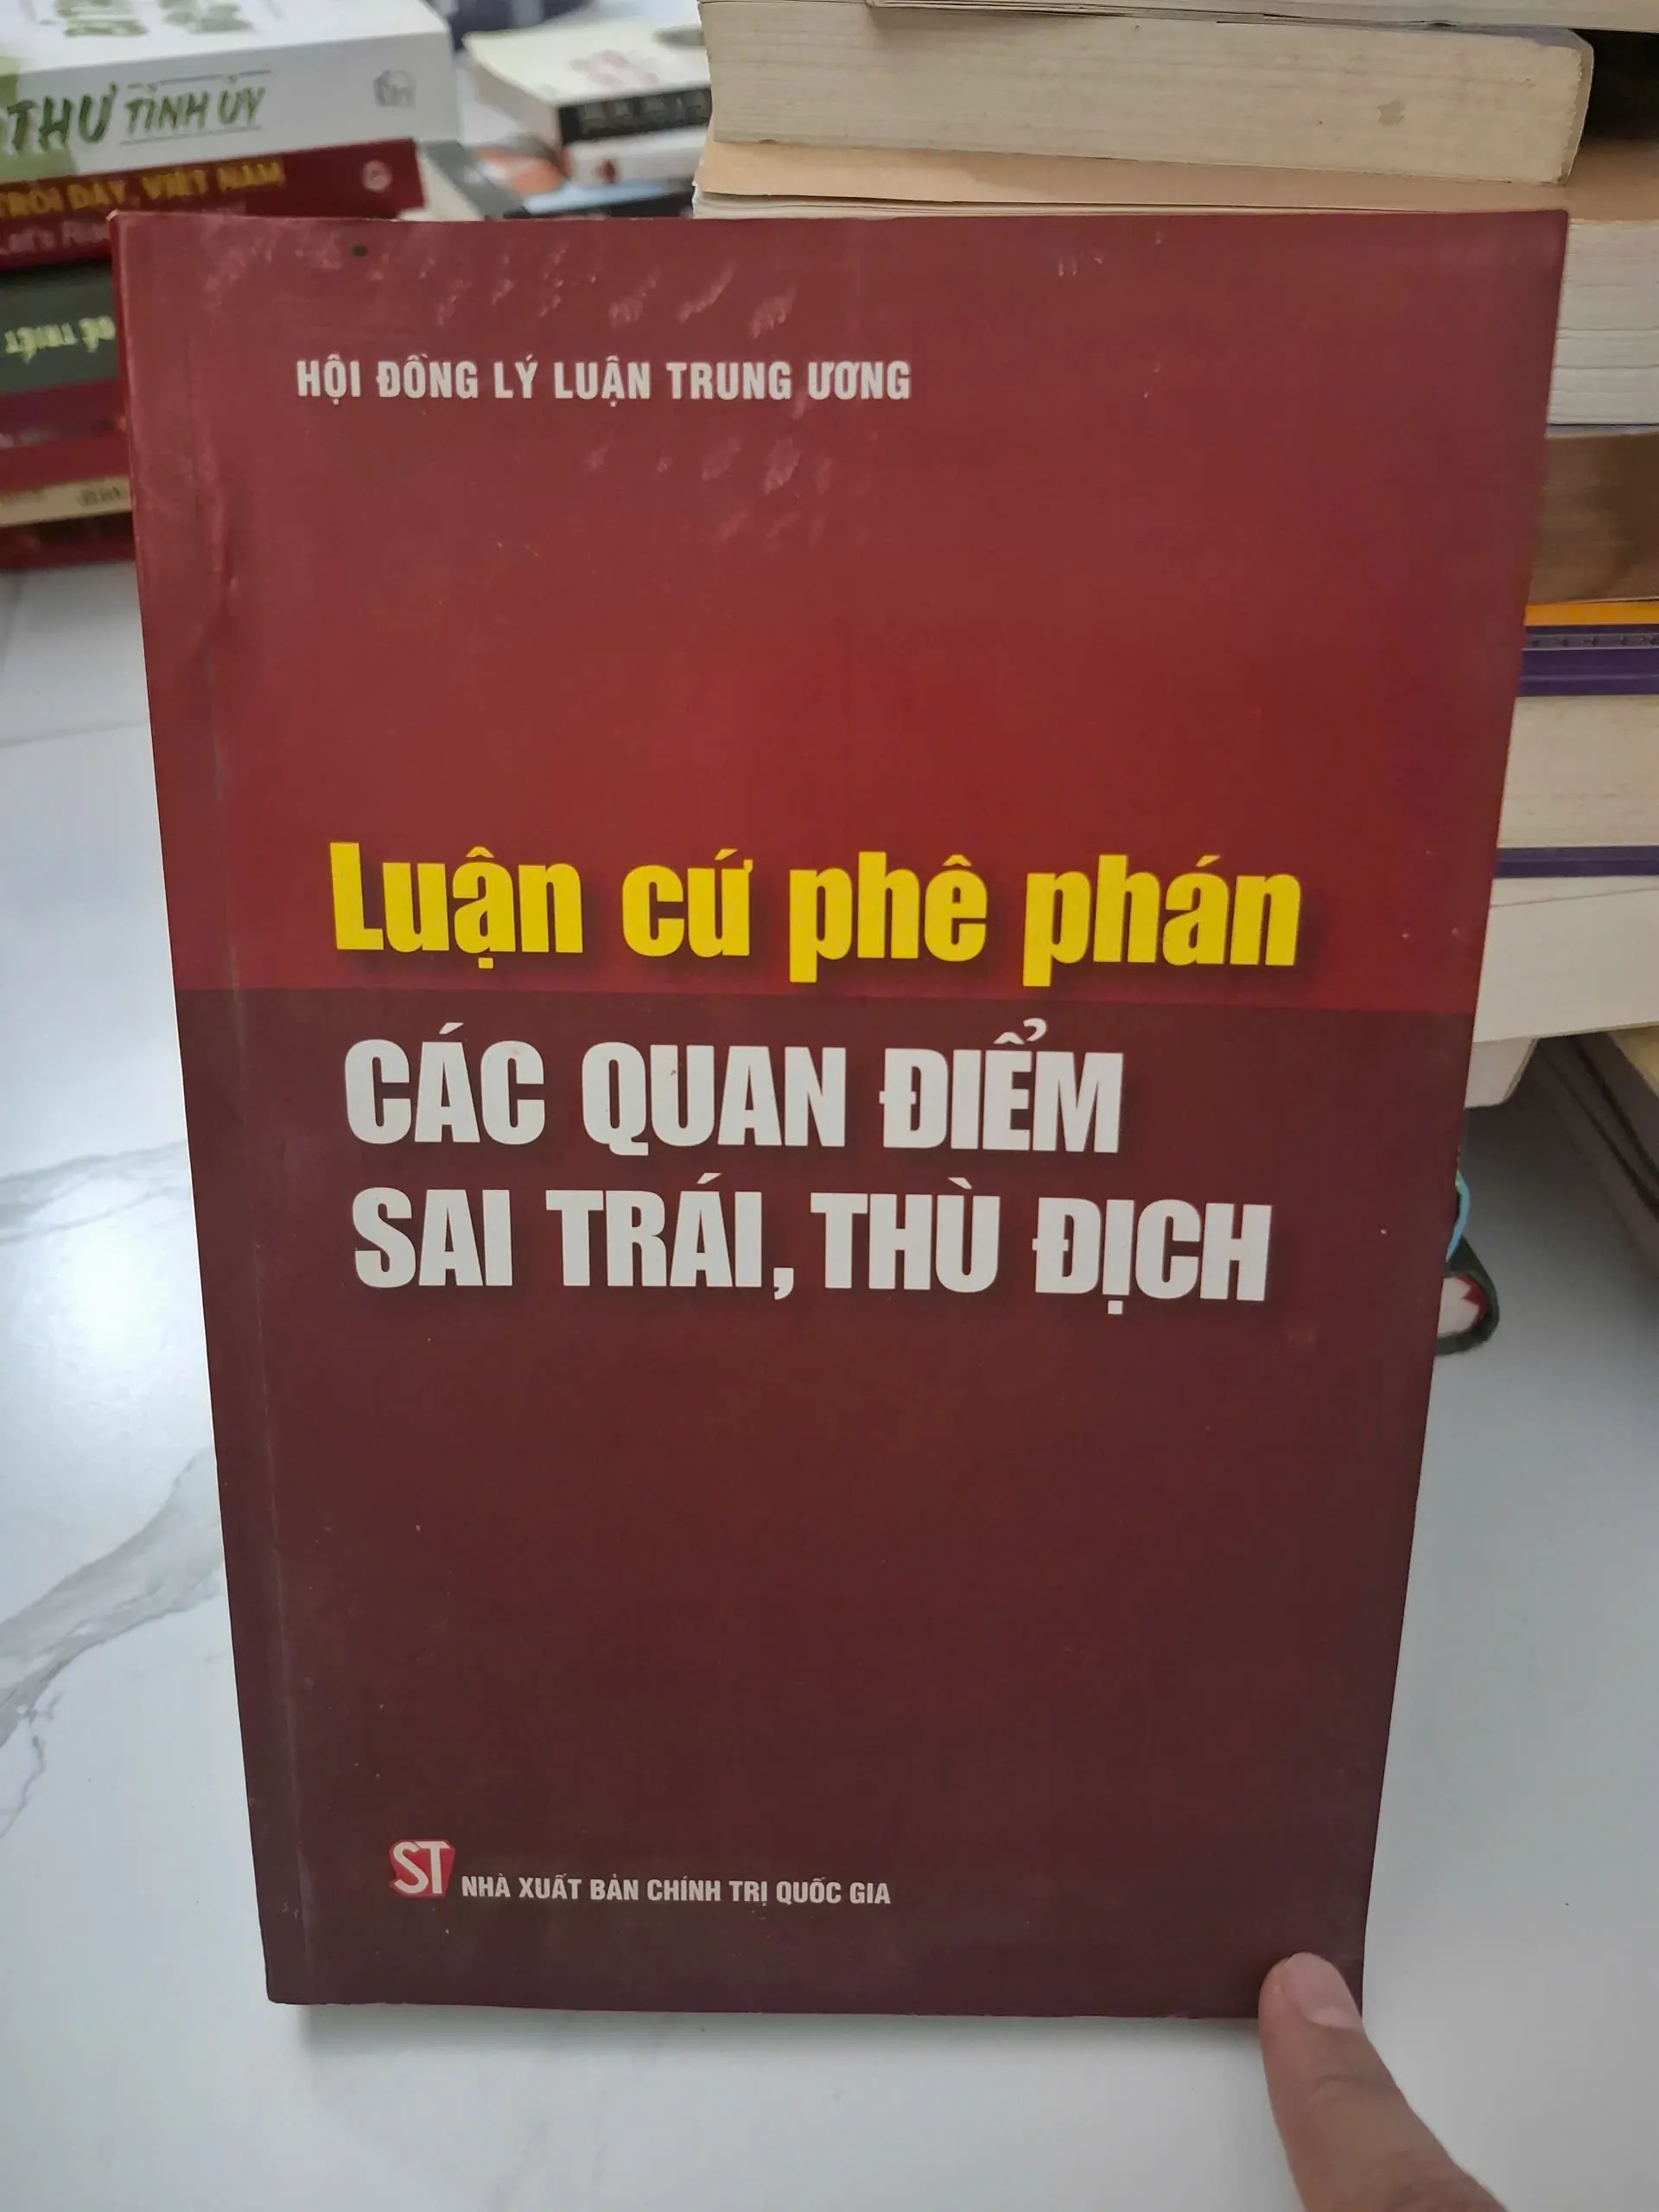 THƯ TỈNH ỦY
TRỖI DẬY, VIỆT NAM
HỘI ĐỒNG LÝ LUẬN TRUNG ƯƠNG
Luận cứ phê phán
CÁC QUAN ĐIỂM
SAI TRÁI, THÙ ĐỊCH
ST
NHÀ XUẤT BẢN CHÍNH TRỊ QUỐC GIA